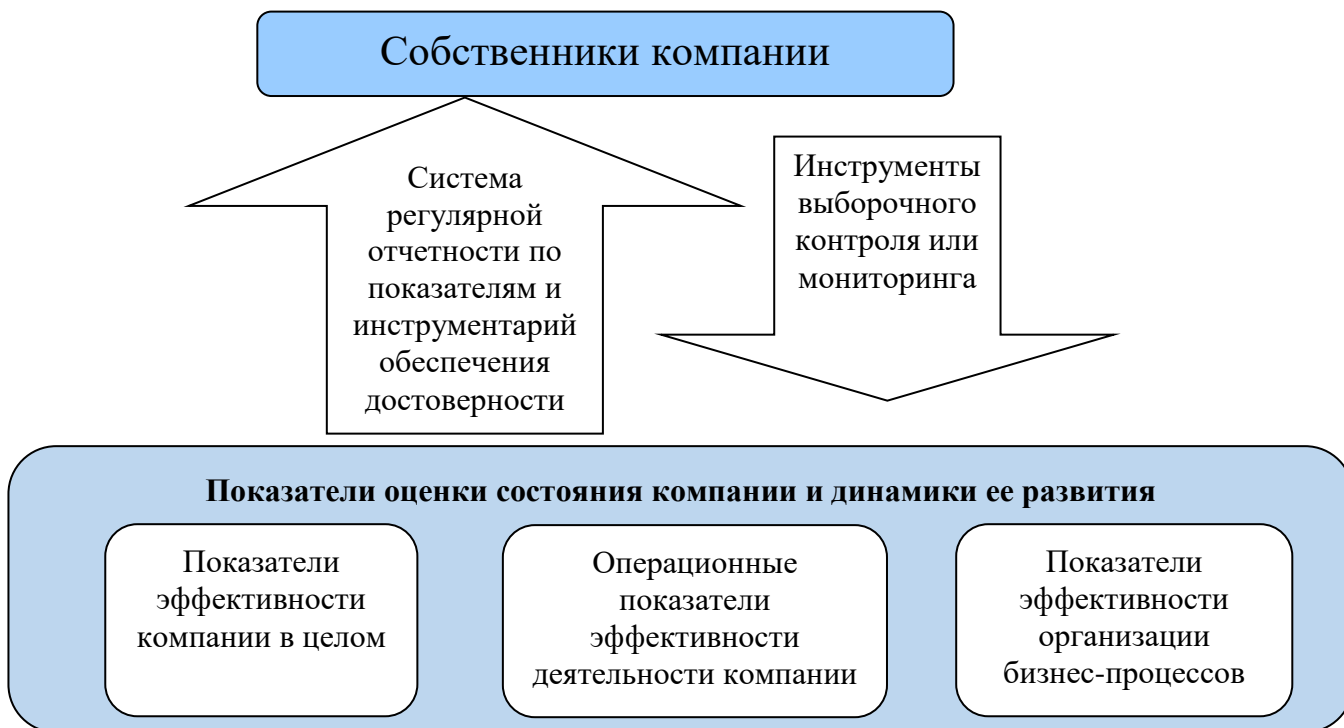 Собственники компании
Система
регулярной
отчетности по
показателям и
инструментарий
обеспечения
достоверности
Инструменты
выборочного
контроля или
мониторинга
Показатели оценки состояния компании и динамики ее развития
Показатели
эффективности
компании в целом
Операционные
показатели
эффективности
деятельности компании
Показатели
эффективности
организации
бизнес-процессов